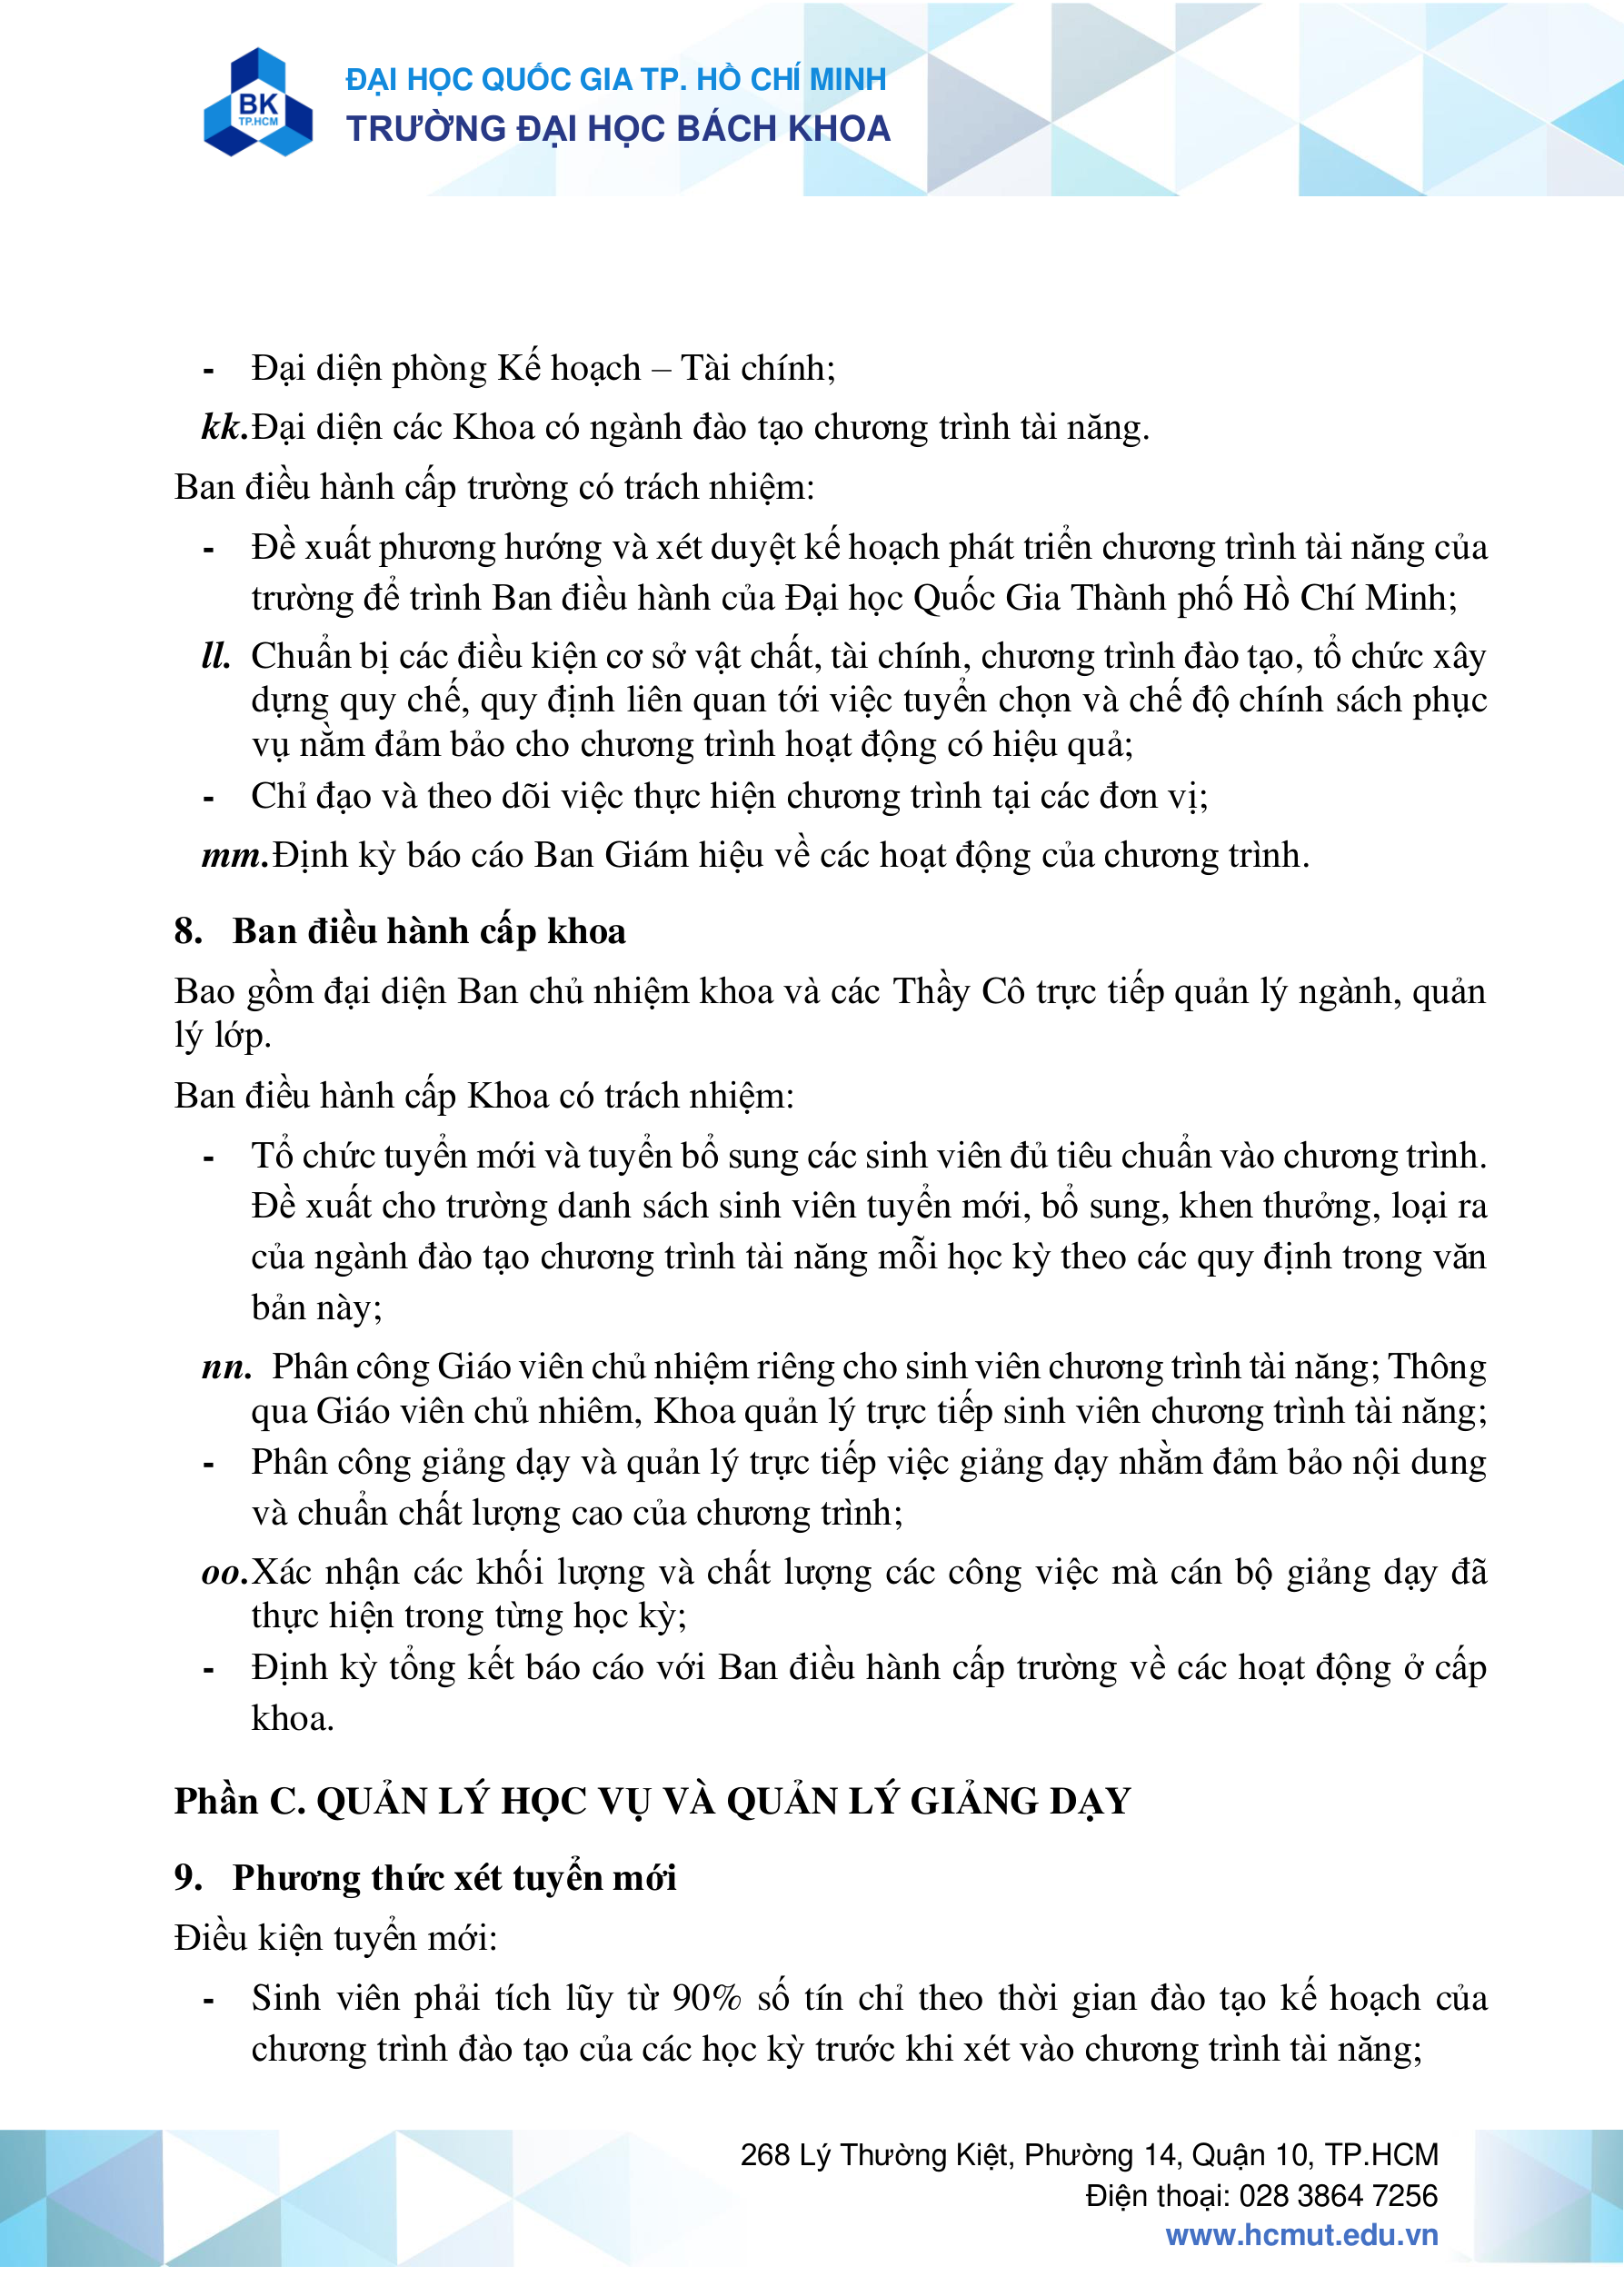 BK
TP.HCM
ĐẠI HỌC QUỐC GIA TP. HỒ CHÍ MINH
TRƯỜNG ĐẠI HỌC BÁCH KHOA
- Đại diện phòng Kế hoạch – Tài chính;
kk.Đại diện các Khoa có ngành đào tạo chương trình tài năng.
Ban điều hành cấp trường có trách nhiệm:
- Đề xuất phương hướng và xét duyệt kế hoạch phát triển chương trình tài năng của
trường để trình Ban điều hành của Đại học Quốc Gia Thành phố Hồ Chí Minh;
ll. Chuẩn bị các điều kiện cơ sở vật chất, tài chính, chương trình đào tạo, tổ chức xây
dựng quy chế, quy định liên quan tới việc tuyển chọn và chế độ chính sách phục
vụ nằm đảm bảo cho chương trình hoạt động có hiệu quả;
- Chỉ đạo và theo dõi việc thực hiện chương trình tại các đơn vị;
mm.Định kỳ báo cáo Ban Giám hiệu về các hoạt động của chương trình.
8. Ban điều hành cấp khoa
Bao gồm đại diện Ban chủ nhiệm khoa và các Thầy Cô trực tiếp quản lý ngành, quản
lý lớp.
Ban điều hành cấp Khoa có trách nhiệm:
- Tổ chức tuyển mới và tuyển bổ sung các sinh viên đủ tiêu chuẩn vào chương trình.
Đề xuất cho trường danh sách sinh viên tuyển mới, bổ sung, khen thưởng, loại ra
của ngành đào tạo chương trình tài năng mỗi học kỳ theo các quy định trong văn
bản này;
nn. Phân công Giáo viên chủ nhiệm riêng cho sinh viên chương trình tài năng; Thông
qua Giáo viên chủ nhiêm, Khoa quản lý trực tiếp sinh viên chương trình tài năng;
- Phân công giảng dạy và quản lý trực tiếp việc giảng dạy nhằm đảm bảo nội dung
và chuẩn chất lượng cao của chương trình;
oo.Xác nhận các khối lượng và chất lượng các công việc mà cán bộ giảng dạy đã
thực hiện trong từng học kỳ;
- Định kỳ tổng kết báo cáo với Ban điều hành cấp trường về các hoạt động ở cấp
khoa.
Phần C. QUẢN LÝ HỌC VỤ VÀ QUẢN LÝ GIẢNG DẠY
9. Phương thức xét tuyển mới
Điều kiện tuyển mới:
- Sinh viên phải tích lũy từ 90% số tín chỉ theo thời gian đào tạo kế hoạch của
chương trình đào tạo của các học kỳ trước khi xét vào chương trình tài năng;
268 Lý Thường Kiệt, Phường 14, Quận 10, TP.HCM
Điện thoại: 028 3864 7256
www.hcmut.edu.vn